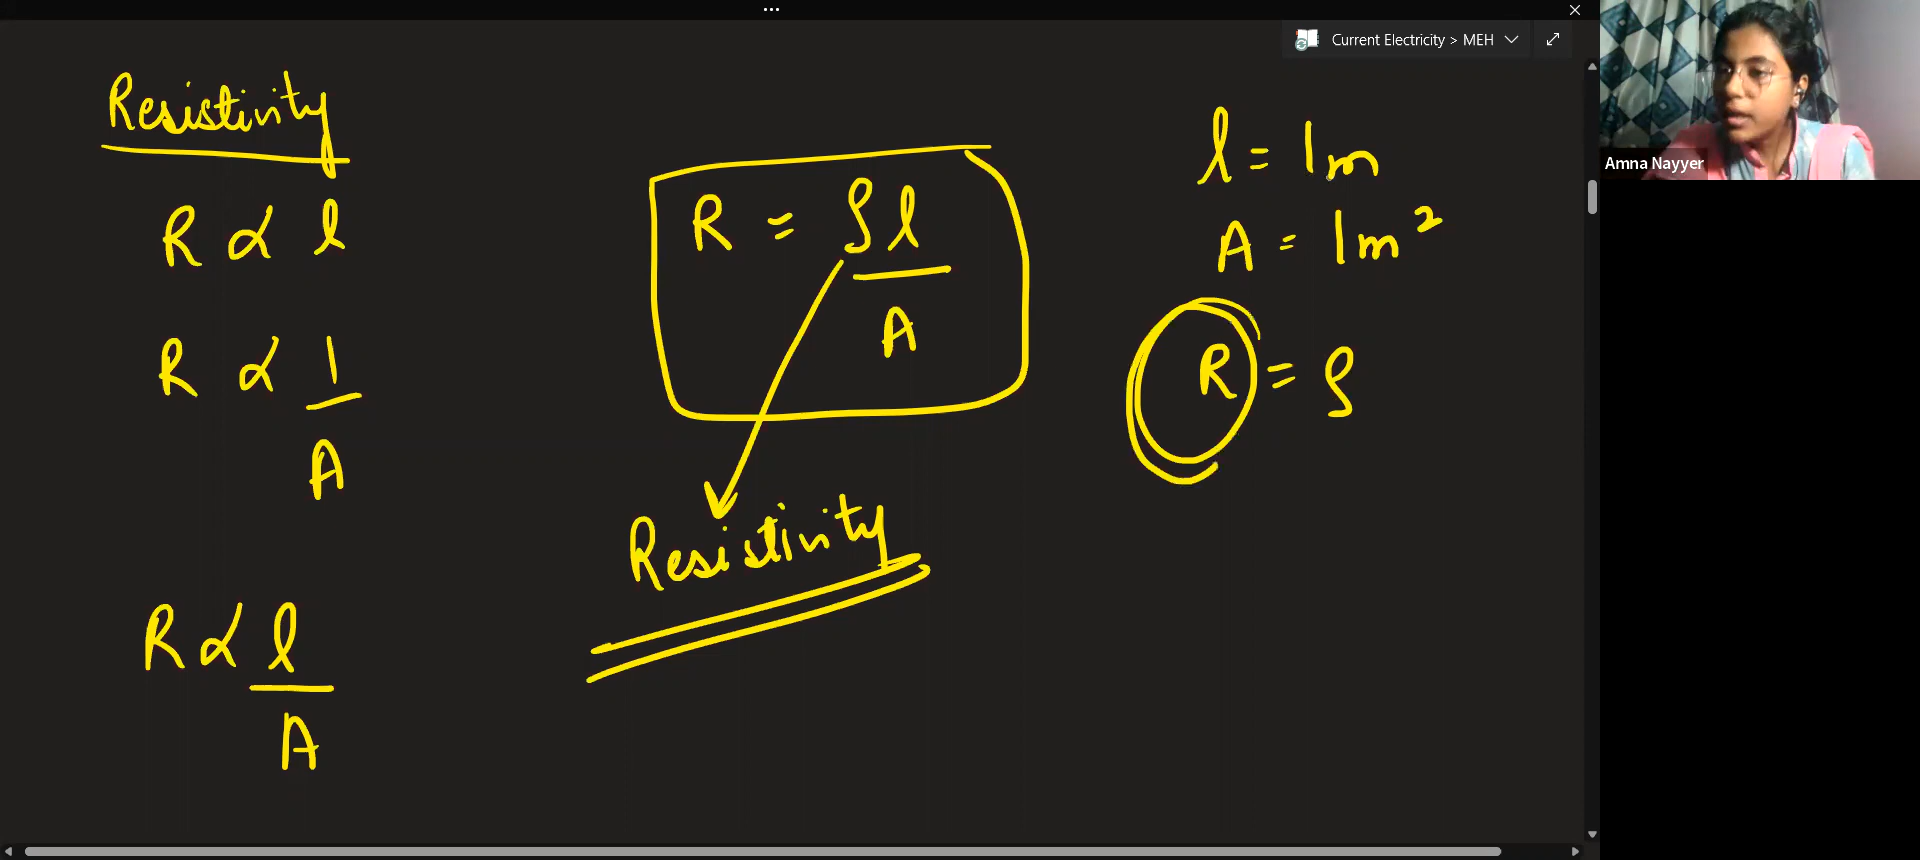 Current Electricity > MEH
Amna Nayyer
Resistivity
R ∝ l
R ∝ 1/A
R ∝ l/A
R = ρl/A
Resistivity
l = 1m
A = 1m²
R = ρ